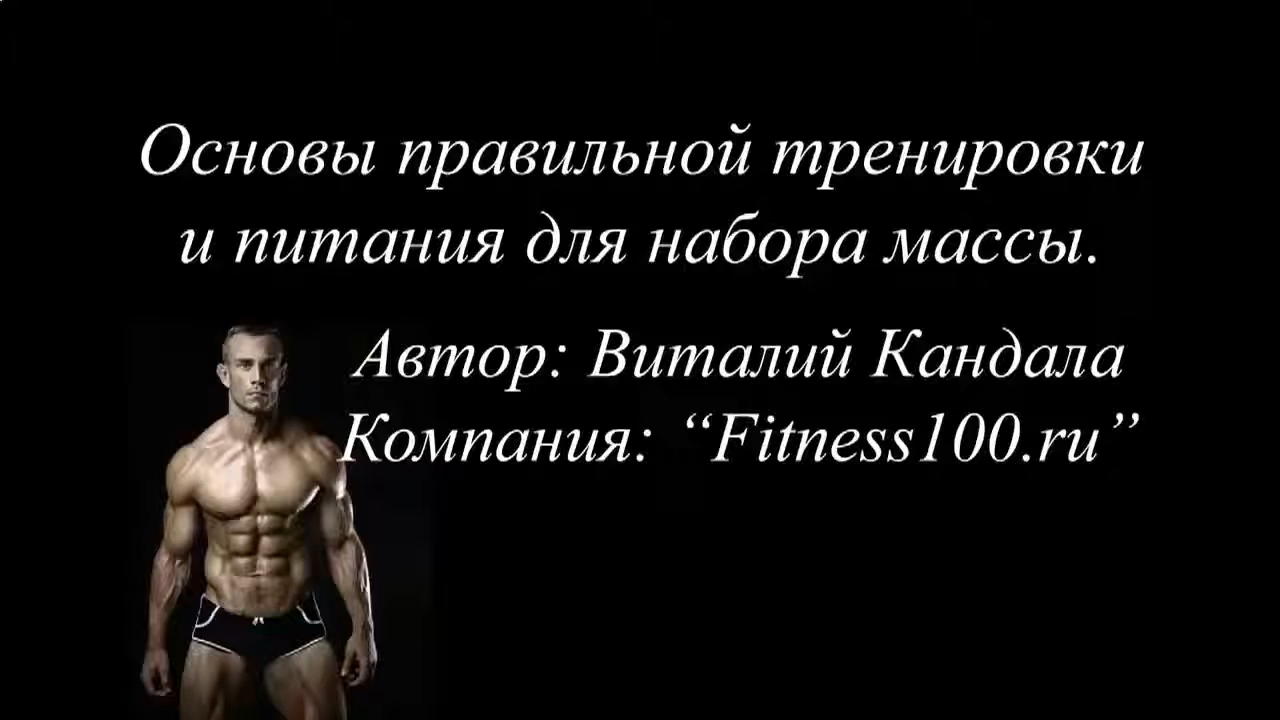 Основы правильной тренировки
и питания для набора массы.
Автор: Виталий Кандала
Компания: “Fitness100.ru”